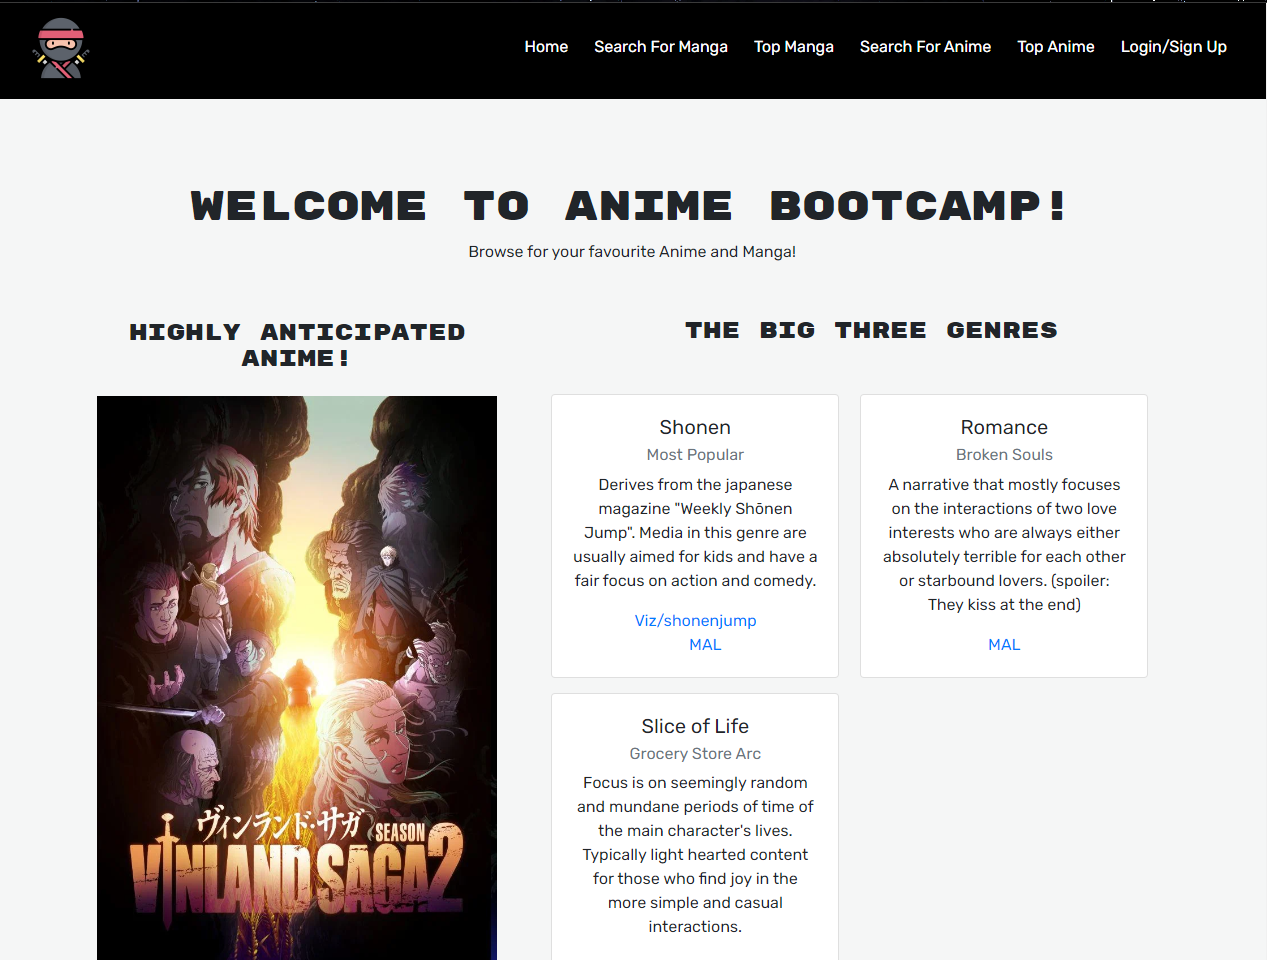 Home Search For Manga Top Manga Search For Anime Top Anime Login/Sign Up
WELCOME TO ANIME BOOTCAMP!
Browse for your favourite Anime and Manga!
HIGHLY ANTICIPATED
ANIME!
ヴィンランド・サガ
SEASON
VINLAND SAGA 2
THE BIG THREE GENRES
Shonen
Most Popular
Derives from the japanese
magazine "Weekly Shōnen
Jump". Media in this genre are
usually aimed for kids and have a
fair focus on action and comedy.
Viz/shonenjump
MAL
Romance
Broken Souls
A narrative that mostly focuses
on the interactions of two love
interests who are always either
absolutely terrible for each other
or starbound lovers. (spoiler:
They kiss at the end)
MAL
Slice of Life
Grocery Store Arc
Focus is on seemingly random
and mundane periods of time of
the main character's lives.
Typically light hearted content
for those who find joy in the
more simple and casual
interactions.